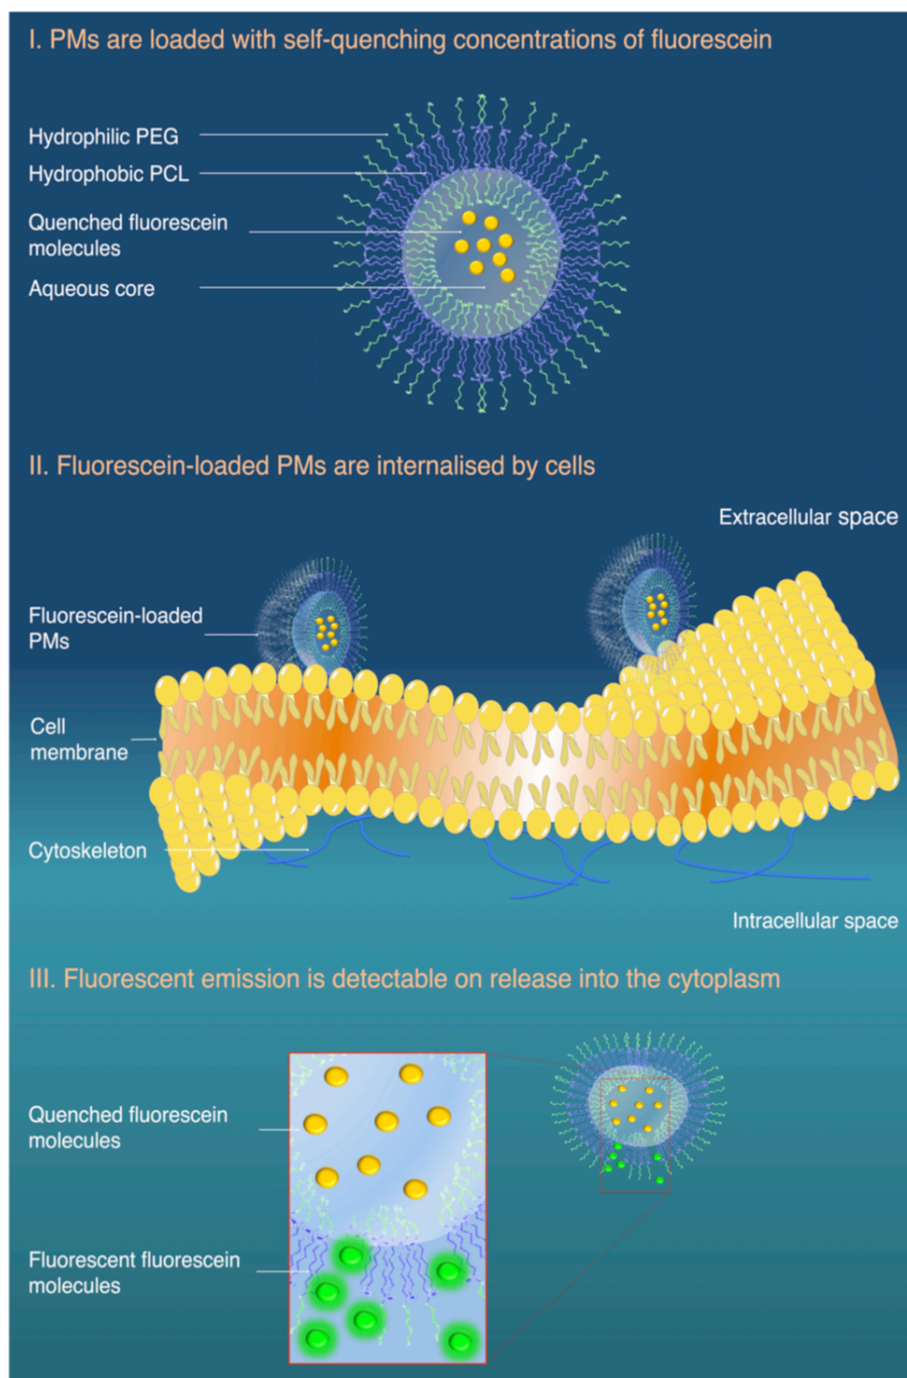 I. PMs are loaded with self-quenching concentrations of fluorescein
Hydrophilic PEG
Hydrophobic PCL
Quenched fluorescein
molecules
Aqueous core
II. Fluorescein-loaded PMs are internalised by cells
Extracellular space
Fluorescein-loaded
PMs
Cell
membrane
Cytoskeleton
Intracellular space
III. Fluorescent emission is detectable on release into the cytoplasm
Quenched fluorescein
molecules
Fluorescent fluorescein
molecules